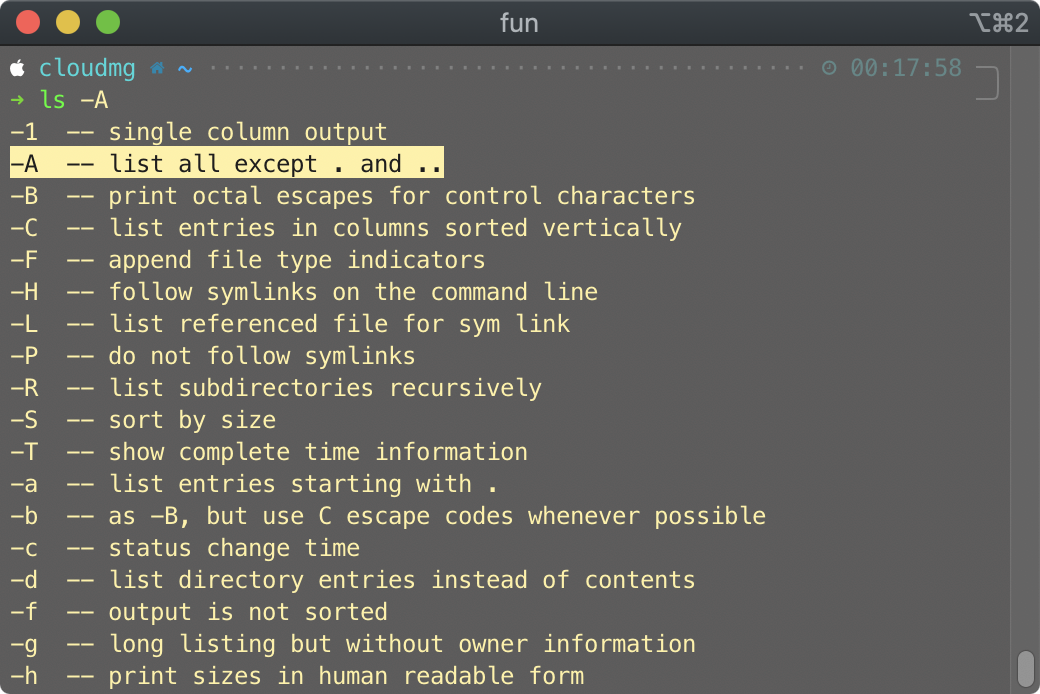 fun ⌥⌘2
cloudmg ~ ············································ 00:17:58
→ ls -A
-1  -- single column output
-A  -- list all except . and ..
-B  -- print octal escapes for control characters
-C  -- list entries in columns sorted vertically
-F  -- append file type indicators
-H  -- follow symlinks on the command line
-L  -- list referenced file for sym link
-P  -- do not follow symlinks
-R  -- list subdirectories recursively
-S  -- sort by size
-T  -- show complete time information
-a  -- list entries starting with .
-b  -- as -B, but use C escape codes whenever possible
-c  -- status change time
-d  -- list directory entries instead of contents
-f  -- output is not sorted
-g  -- long listing but without owner information
-h  -- print sizes in human readable form